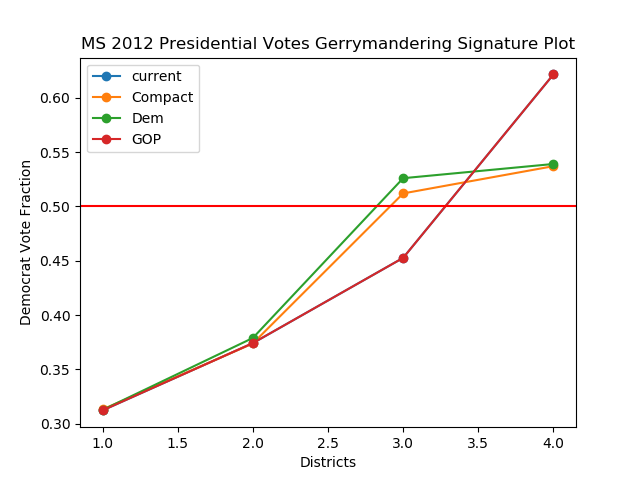 MS 2012 Presidential Votes Gerrymandering Signature Plot
current
Compact
Dem
GOP
0.60
0.55
0.50
0.45
0.40
0.35
0.30
Democrat Vote Fraction
1.0 1.5 2.0 2.5 3.0 3.5 4.0
Districts